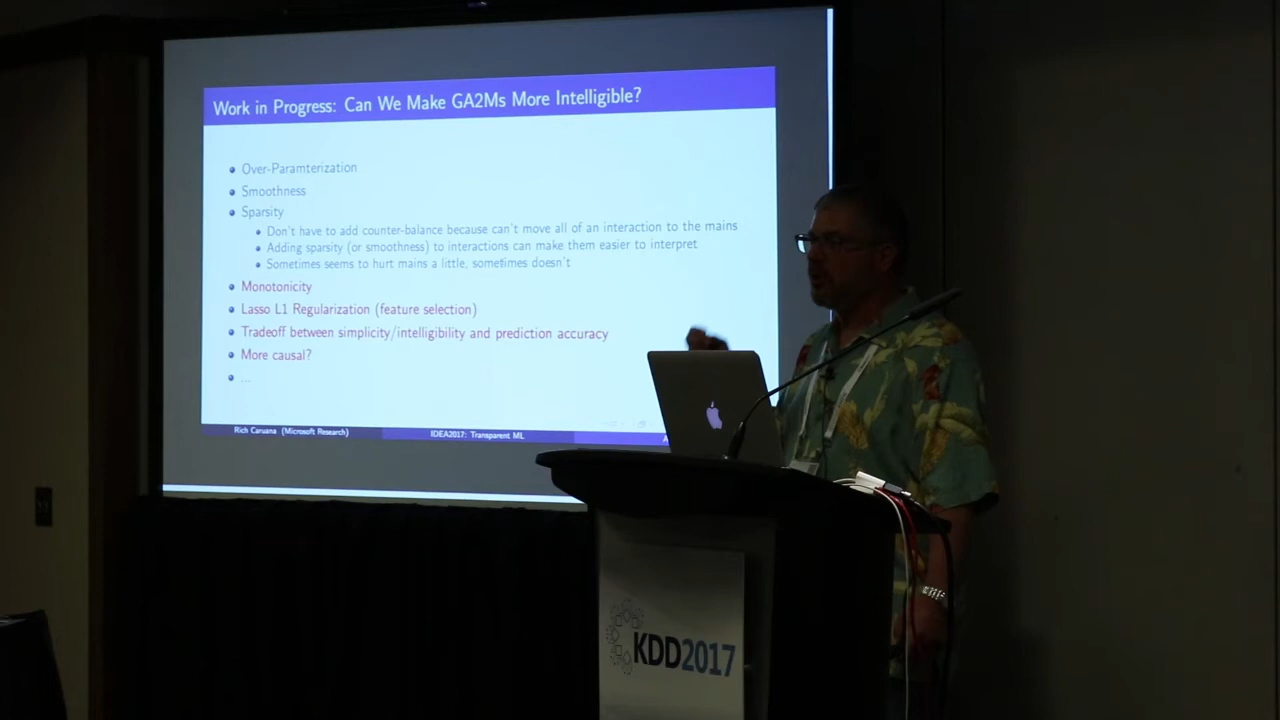 Work in Progress: Can We Make GA2Ms More Intelligible?
Over-Paramterization
Smoothness
Sparsity
Don't have to add counter-balance because can't move all of an interaction to the mains
Adding sparsity (or smoothness) to interactions can make them easier to interpret
Sometimes seems to hurt mains a little, sometimes doesn't
Monotonicity
Lasso L1 Regularization (feature selection)
Tradeoff between simplicity/intelligibility and prediction accuracy
More causal?
...
Rich Caruana (Microsoft Research)
IDEA2017: Transparent ML
KDD2017